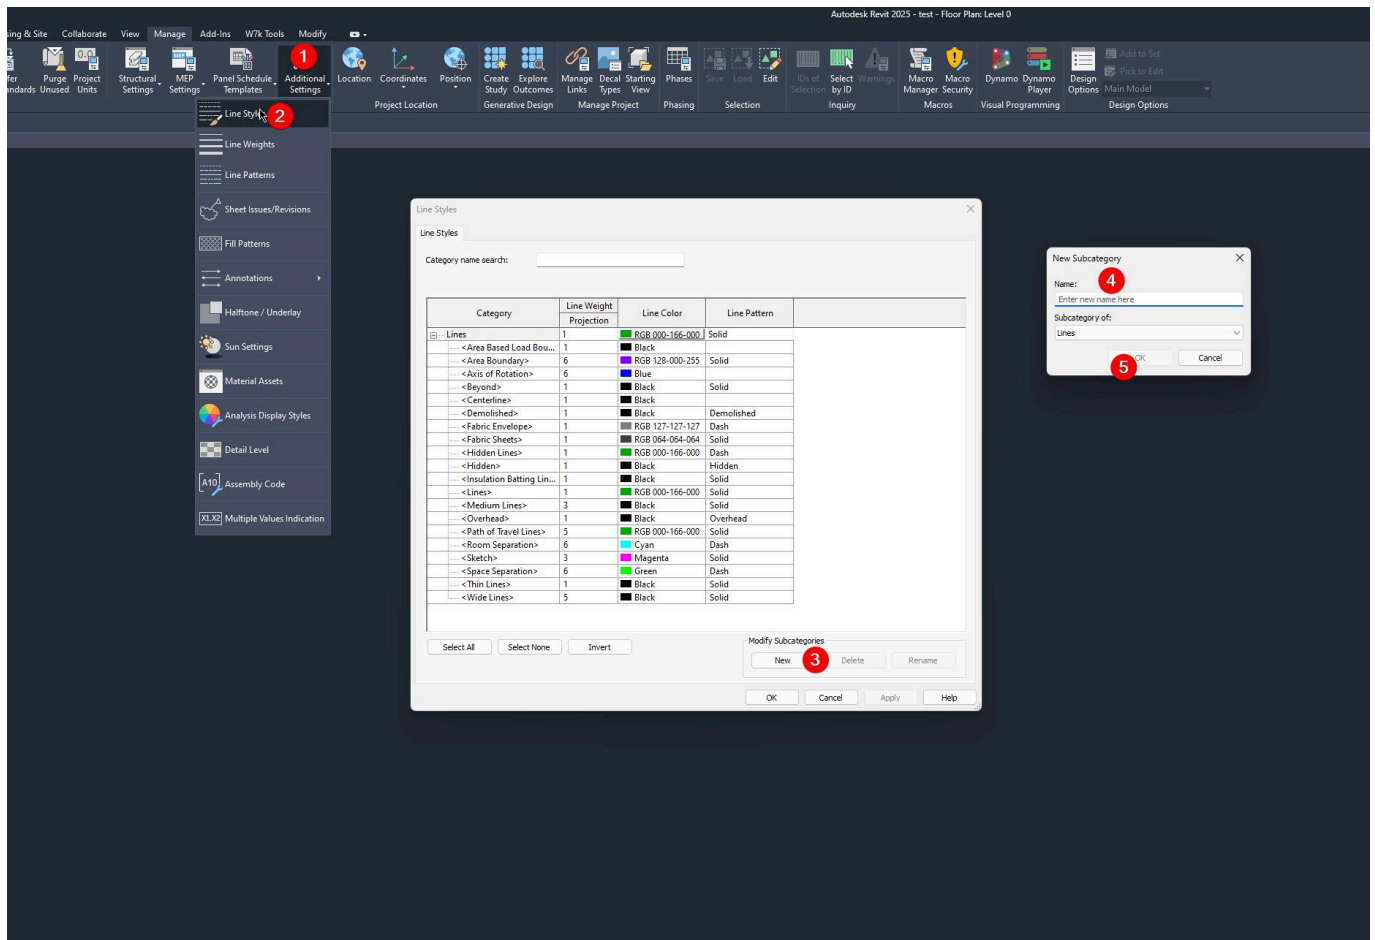 Autodesk Revit 2025 - test - Floor Plan: Level 0
sing & Site Collaborate View Manage Add-Ins W7k Tools Modify
1
fer Purge Project Structural MEP Panel Schedule Additional Location Coordinates Position Create Explore Manage Decal Starting Phases Save Load Edit IDs of Select Warnings Macro Macro Dynamo Dynamo Design Add to Set
ndards Unused Units Settings Settings Templates Settings Study Outcomes Links Types View Selection by ID Manager Security Player Options Pick to Edit
Main Model
Project Location Generative Design Manage Project Phasing Selection Inquiry Macros Visual Programming Design Options
Line Styl 2
Line Weights
Line Patterns
Sheet Issues/Revisions
Fill Patterns
Annotations
Halftone / Underlay
Sun Settings
Material Assets
Analysis Display Styles
Detail Level
A10 Assembly Code
X1,X2 Multiple Values Indication
Line Styles
Line Styles
Category name search:
Category Line Weight Line Color Line Pattern
Projection
Lines 1 RGB 000-166-000 Solid
<Area Based Load Bou... 1 Black
<Area Boundary> 6 RGB 128-000-255 Solid
<Axis of Rotation> 6 Blue
<Beyond> 1 Black Solid
<Centerline> 1 Black
<Demolished> 1 Black Demolished
<Fabric Envelope> 1 RGB 127-127-127 Dash
<Fabric Sheets> 1 RGB 064-064-064 Solid
<Hidden Lines> 1 RGB 000-166-000 Dash
<Hidden> 1 Black Hidden
<Insulation Batting Lin... 1 Black Solid
<Lines> 1 RGB 000-166-000 Solid
<Medium Lines> 3 Black Solid
<Overhead> 1 Black Overhead
<Path of Travel Lines> 5 RGB 000-166-000 Solid
<Room Separation> 6 Cyan Dash
<Sketch> 3 Magenta Solid
<Space Separation> 6 Green Dash
<Thin Lines> 1 Black Solid
<Wide Lines> 5 Black Solid
Select All Select None Invert
Modify Subcategories
New 3 Delete Rename
OK Cancel Apply Help
New Subcategory
Name: 4
Enter new name here
Subcategory of:
Lines
OK Cancel
5